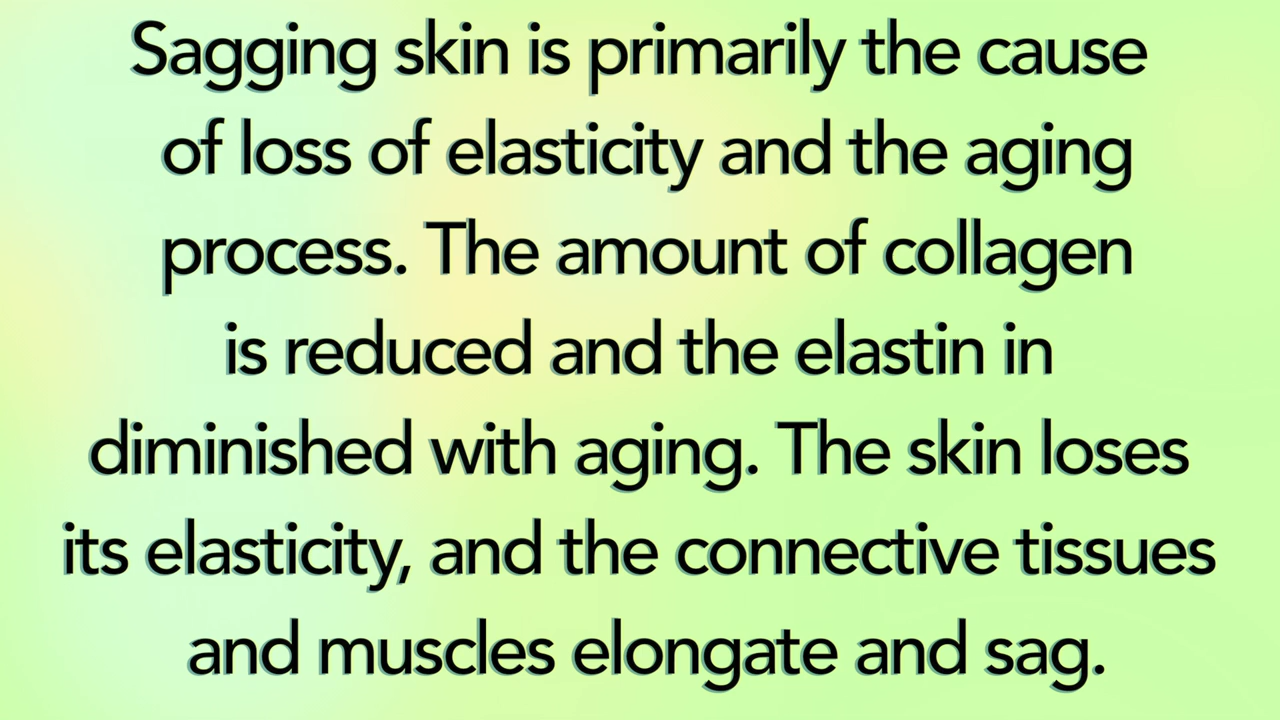 Sagging skin is primarily the cause
of loss of elasticity and the aging
process. The amount of collagen
is reduced and the elastin in
diminished with aging. The skin loses
its elasticity, and the connective tissues
and muscles elongate and sag.